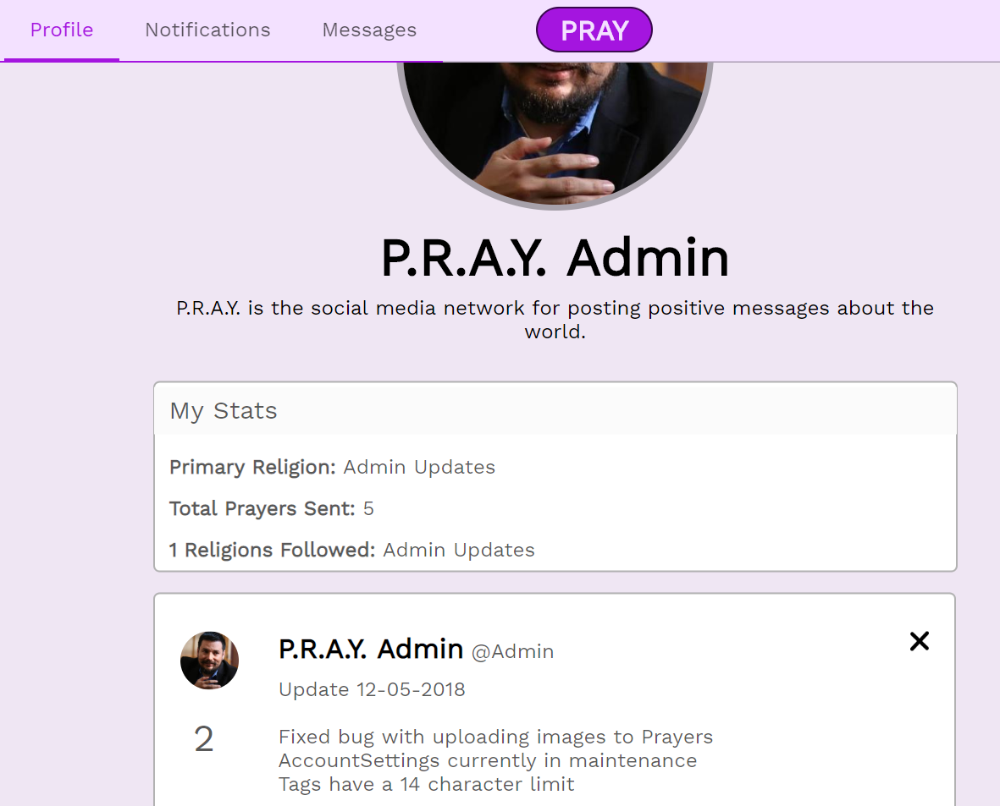 Profile Notifications Messages PRAY
P.R.A.Y. Admin
P.R.A.Y. is the social media network for posting positive messages about the
world.
My Stats
Primary Religion: Admin Updates
Total Prayers Sent: 5
1 Religions Followed: Admin Updates
P.R.A.Y. Admin @Admin
Update 12-05-2018
2
Fixed bug with uploading images to Prayers
AccountSettings currently in maintenance
Tags have a 14 character limit